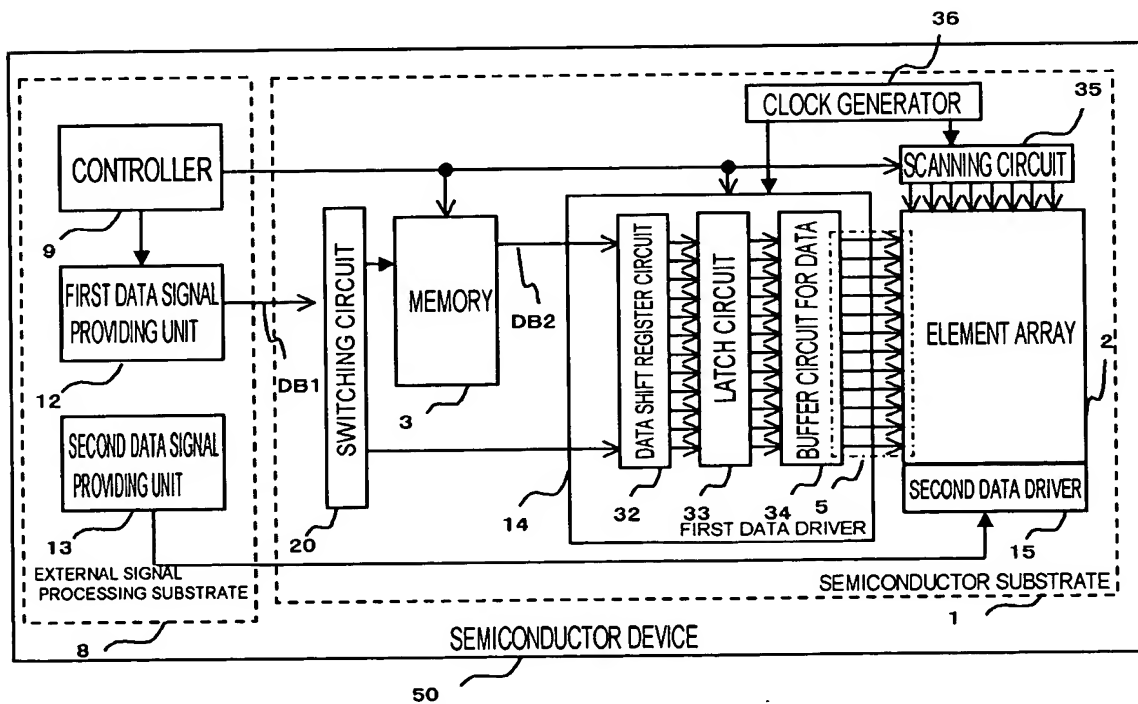 36
CLOCK GENERATOR
35
CONTROLLER
SCANNING CIRCUIT
9
FIRST DATA SIGNAL
PROVIDING UNIT
12
DB1
SWITCHING CIRCUIT
20
MEMORY
3
DB2
DATA SHIFT REGISTER CIRCUIT
32
LATCH CIRCUIT
33
BUFFER CIRCUIT FOR DATA
34
5
14
FIRST DATA DRIVER
ELEMENT ARRAY
2
SECOND DATA DRIVER
15
SECOND DATA SIGNAL
PROVIDING UNIT
13
EXTERNAL SIGNAL
PROCESSING SUBSTRATE
8
SEMICONDUCTOR SUBSTRATE
1
SEMICONDUCTOR DEVICE
50